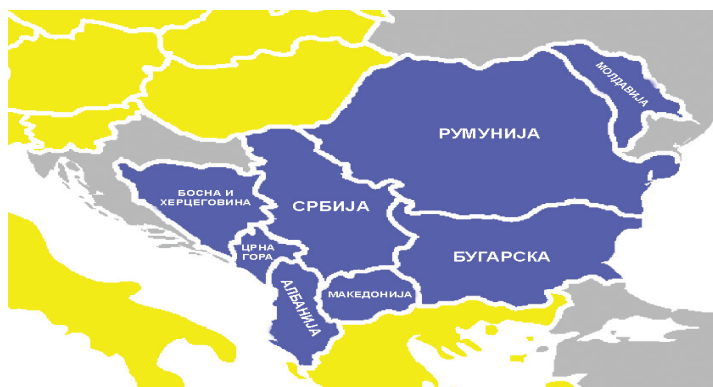 МОЛДАВИЈА
РУМУНИЈА
БОСНА И
ХЕРЦЕГОВИНА
СРБИЈА
ЦРНА
ГОРА
БУГАРСКА
АЛБАНИЈА
МАКЕДОНИЈА